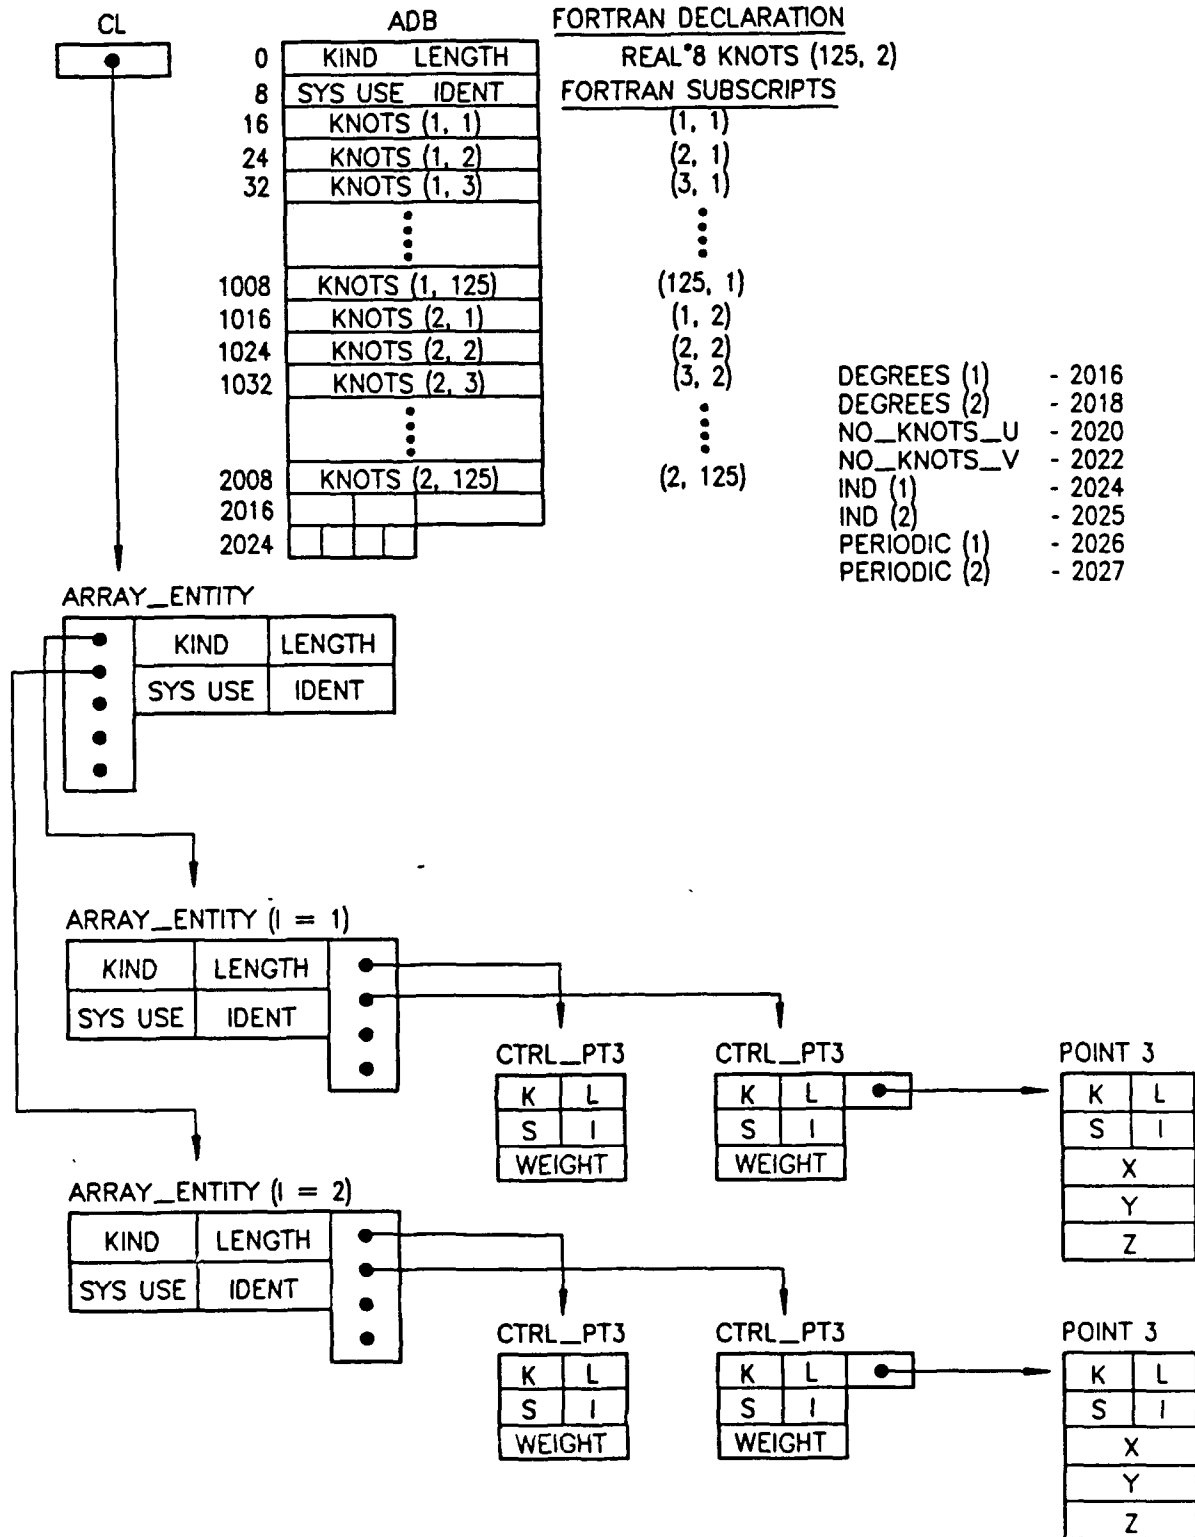 CL
ADB
FORTRAN DECLARATION
0 KIND LENGTH REAL*8 KNOTS (125, 2)
8 SYS USE IDENT FORTRAN SUBSCRIPTS
16 KNOTS (1, 1) (1, 1)
24 KNOTS (1, 2) (2, 1)
32 KNOTS (1, 3) (3, 1)
1008 KNOTS (1, 125) (125, 1)
1016 KNOTS (2, 1) (1, 2)
1024 KNOTS (2, 2) (2, 2)
1032 KNOTS (2, 3) (3, 2)
2008 KNOTS (2, 125) (2, 125)
2016
2024
DEGREES (1) - 2016
DEGREES (2) - 2018
NO_KNOTS_U - 2020
NO_KNOTS_V - 2022
IND (1) - 2024
IND (2) - 2025
PERIODIC (1) - 2026
PERIODIC (2) - 2027
ARRAY_ENTITY
KIND LENGTH
SYS USE IDENT
ARRAY_ENTITY (I = 1)
KIND LENGTH
SYS USE IDENT
CTRL_PT3
K L
S I
WEIGHT
CTRL_PT3
K L
S I
WEIGHT
POINT 3
K L
S I
X
Y
Z
ARRAY_ENTITY (I = 2)
KIND LENGTH
SYS USE IDENT
CTRL_PT3
K L
S I
WEIGHT
CTRL_PT3
K L
S I
WEIGHT
POINT 3
K L
S I
X
Y
Z